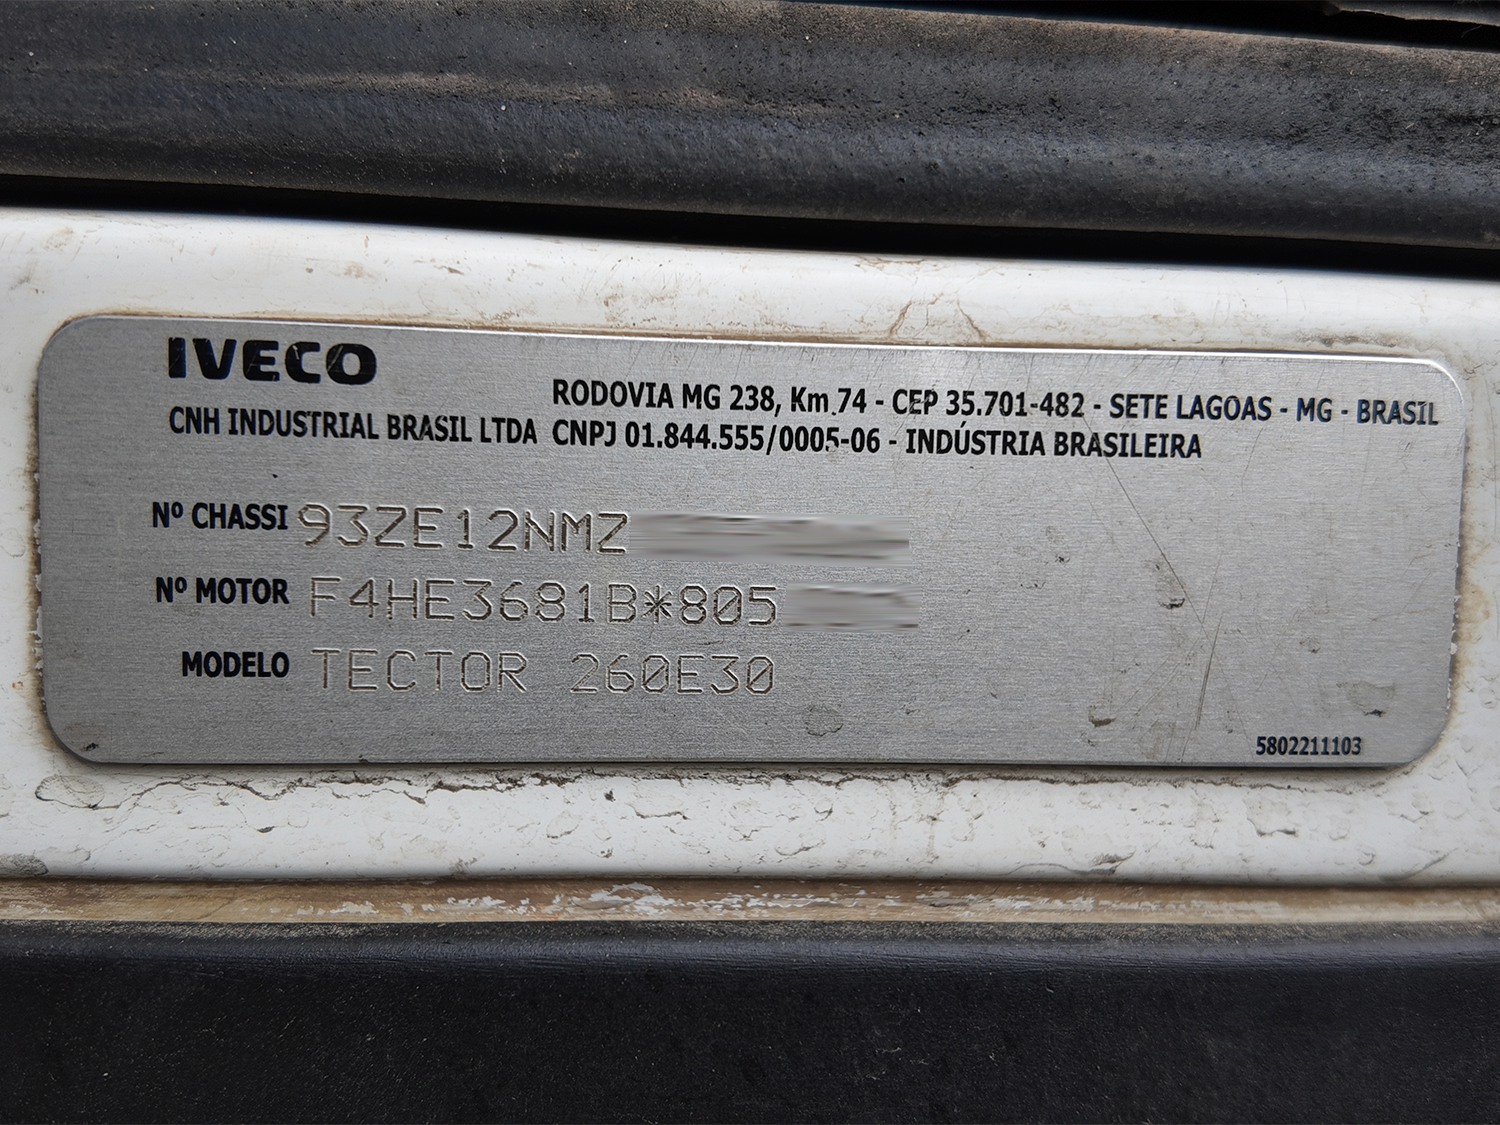 IVECO
RODOVIA MG 238, Km 74 - CEP 35.701-482 - SETE LAGOAS - MG - BRASIL
CNH INDUSTRIAL BRASIL LTDA CNPJ 01.844.555/0005-06 - INDÚSTRIA BRASILEIRA
Nº CHASSI 93ZE12NMZ
Nº MOTOR F4HE3681B*805
MODELO TECTOR 260E30
5802211103